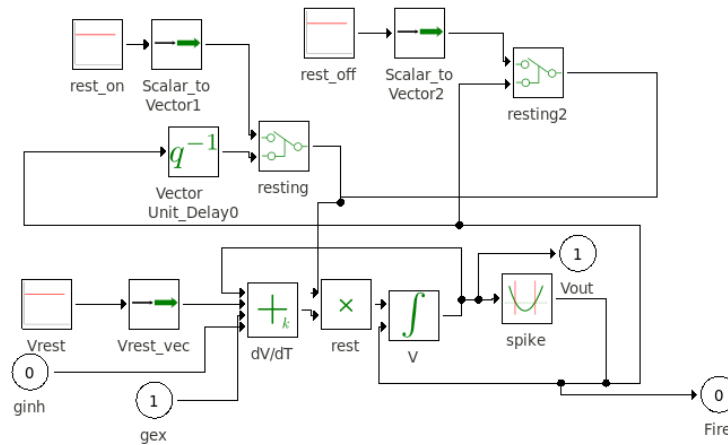 rest_on
Scalar_to
Vector1
rest_off
Scalar_to
Vector2
resting2
q⁻¹
Vector
Unit_Delay0
resting
Vrest
Vrest_vec
+ₖ
dV/dT
×
rest
∫
V
spike
1
Vout
0
ginh
1
gex
0
Fire